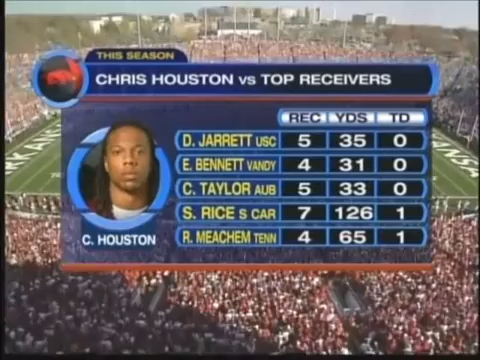 THIS SEASON
CHRIS HOUSTON VS TOP RECEIVERS
REC YDS TD
D. JARRETT USC 5 35 0
E. BENNETT VANDY 4 31 0
C. TAYLOR AUB 5 33 0
S. RICE S CAR 7 126 1
R. MEACHEM TENN 4 65 1
C. HOUSTON